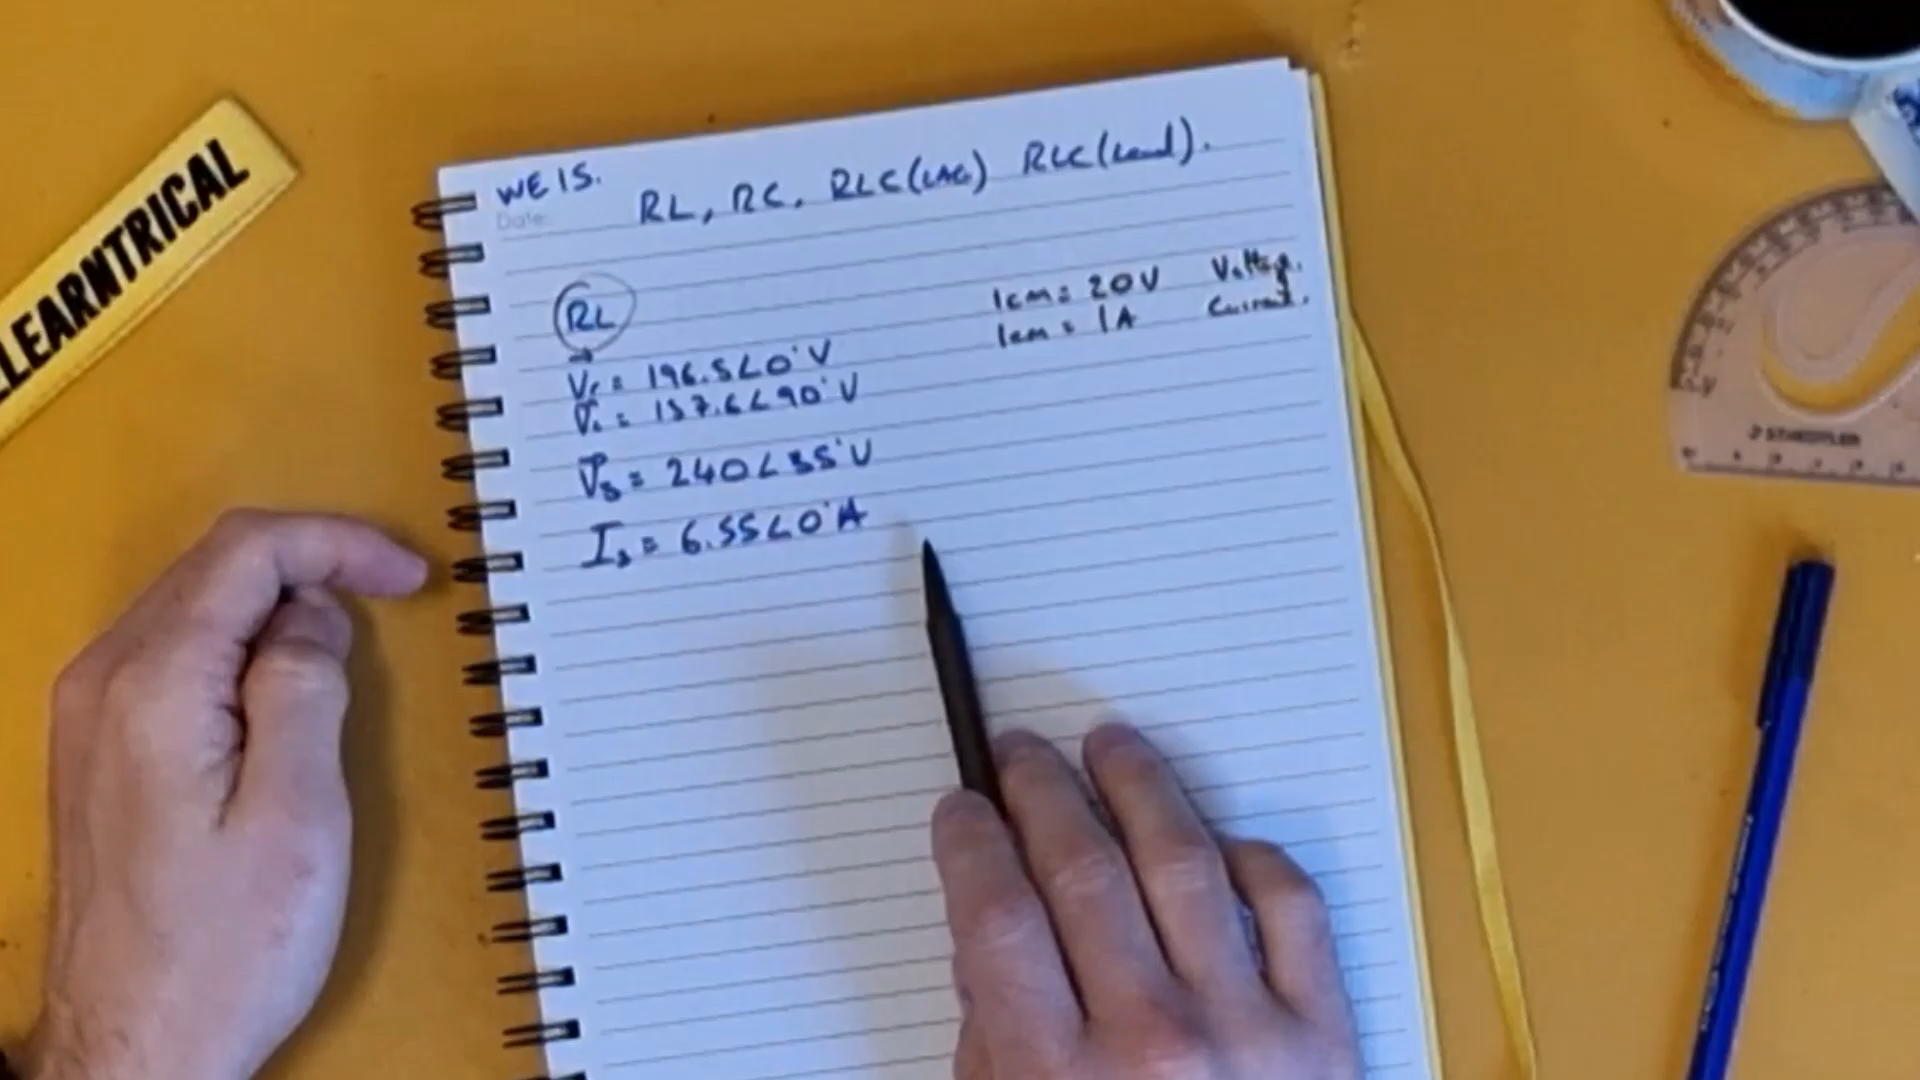 LEARNTRICAL
WE 15.
Date:
RL, RC, RLC(LAG) RLC(Lead).
RL
1cm = 20V Voltage.
1cm = 1A Current.
Vr = 196.5∠0°V
VL = 137.6∠90°V
Vs = 240∠35°V
Is = 6.55∠0°A
STAEDTLER